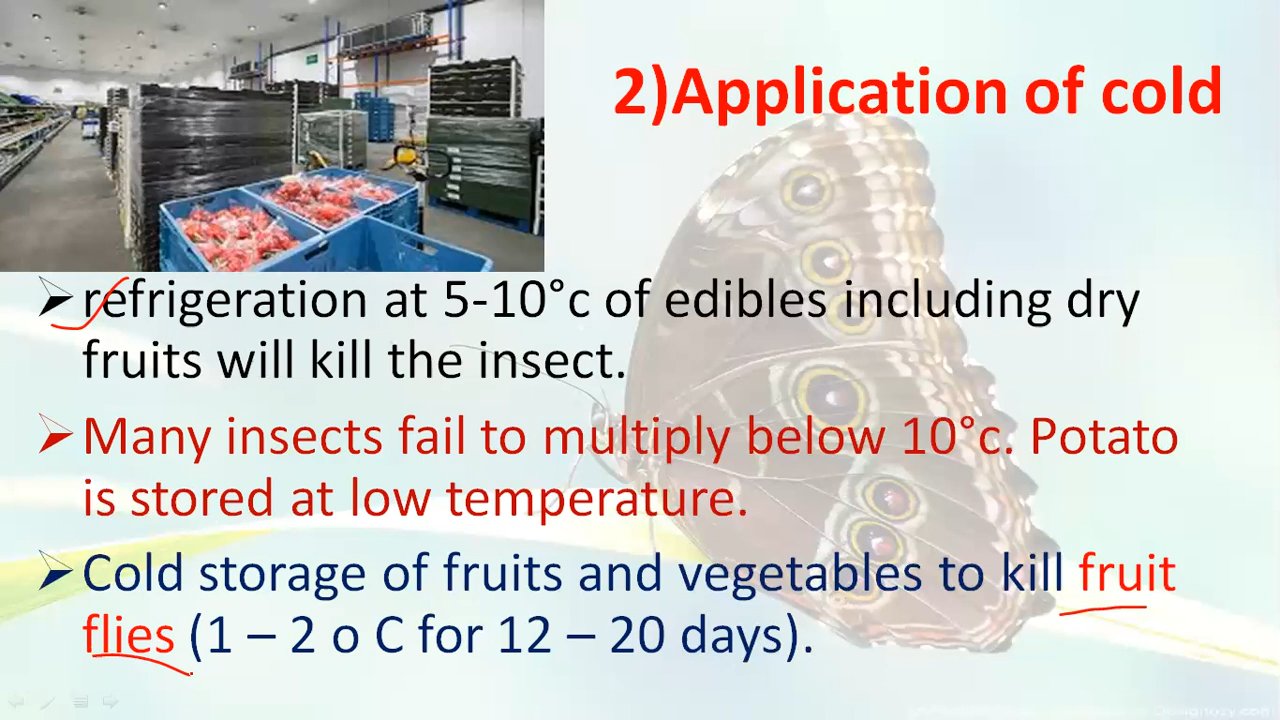 2)Application of cold
➢refrigeration at 5-10°c of edibles including dry
fruits will kill the insect.
➢Many insects fail to multiply below 10°c. Potato
is stored at low temperature.
➢Cold storage of fruits and vegetables to kill fruit
flies (1 – 2 o C for 12 – 20 days).